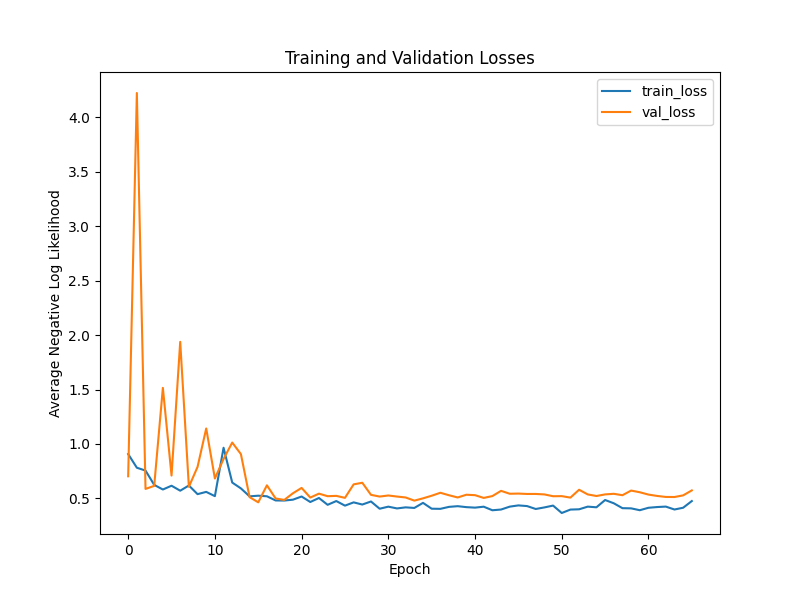 Training and Validation Losses
train_loss
val_loss
4.0
3.5
3.0
2.5
2.0
1.5
1.0
0.5
Average Negative Log Likelihood
0 10 20 30 40 50 60
Epoch